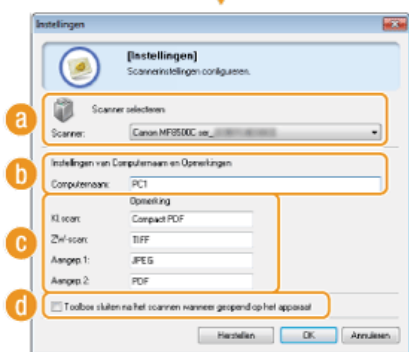 Instellingen
[Instellingen]
Scannerinstellingen configureren.
a
Scanner selecteren
Scanner: Canon MF8500C ser_
b
Instellingen van Computernaam en Opmerkingen
Computernaam: PC1
Opmerking
c
Kl.scan: Compact PDF
ZW-scan: TIFF
Aangep.1: JPEG
Aangep.2: PDF
d
Toolbox sluiten na het scannen wanneer geopend op het apparaat
Herstellen OK Annuleren